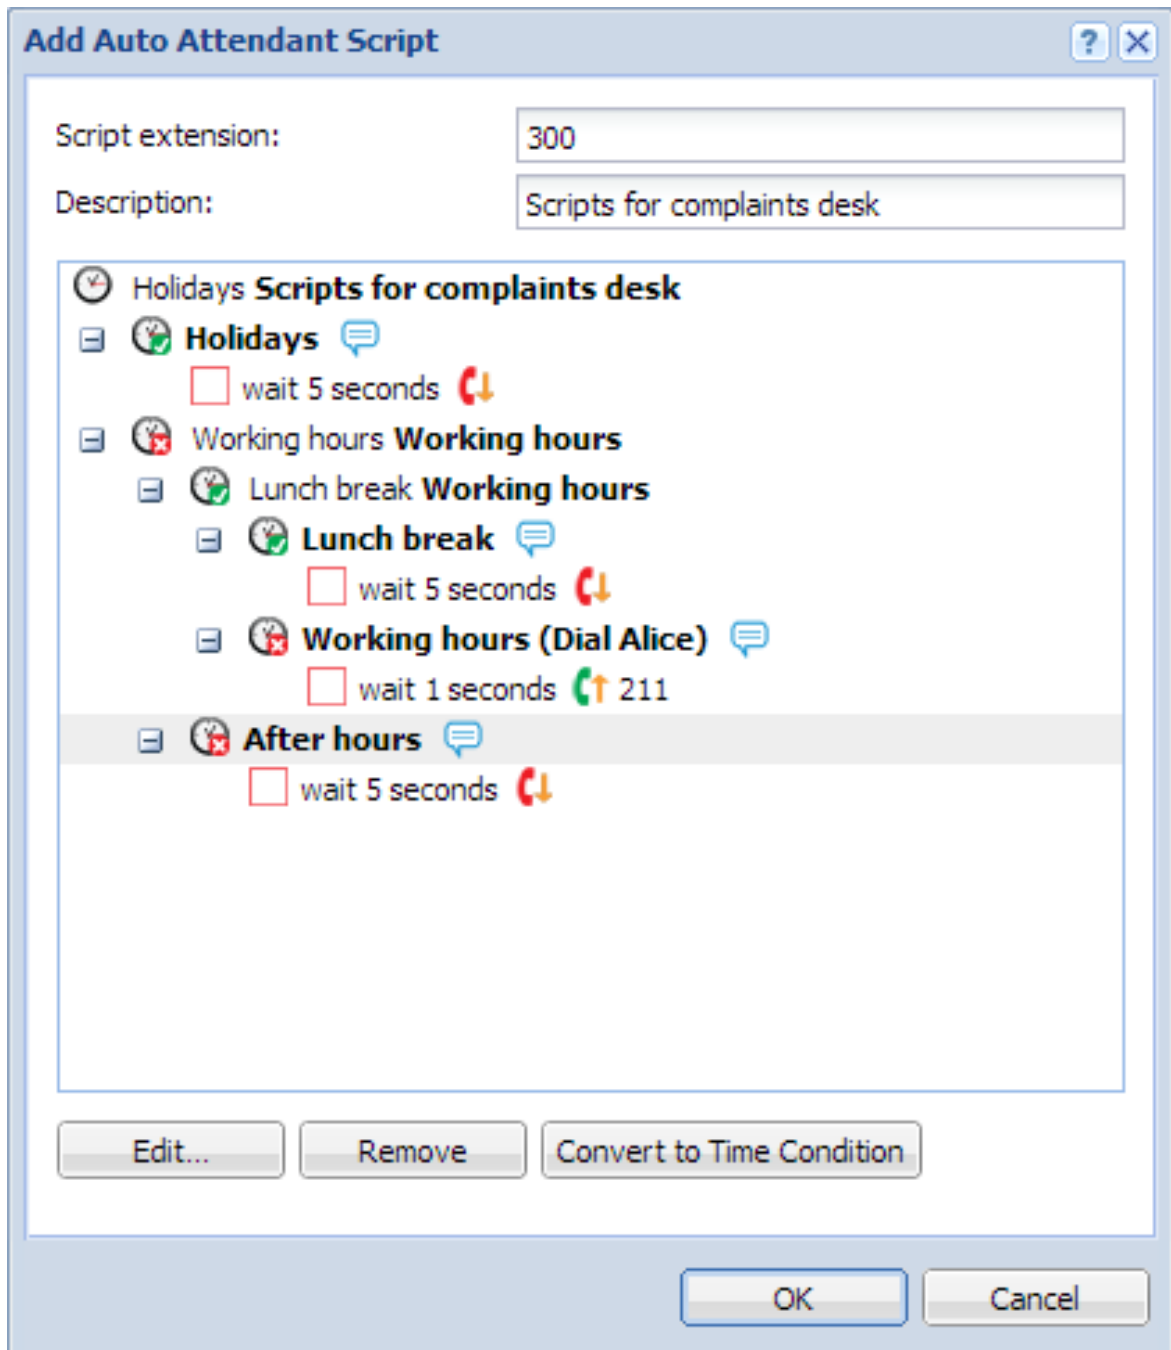 Add Auto Attendant Script
Script extension: 300
Description: Scripts for complaints desk
Holidays Scripts for complaints desk
Holidays
wait 5 seconds
Working hours Working hours
Lunch break Working hours
Lunch break
wait 5 seconds
Working hours (Dial Alice)
wait 1 seconds 211
After hours
wait 5 seconds
Edit... Remove Convert to Time Condition
OK Cancel